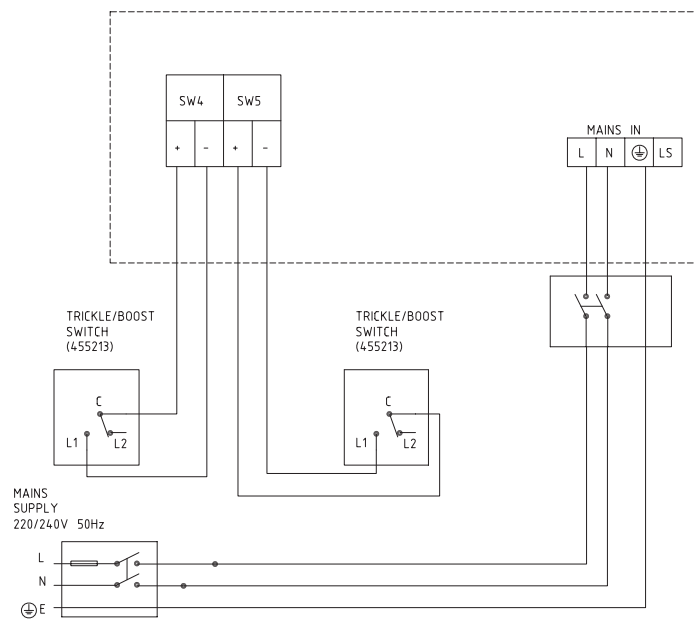 SW4 SW5
+ - + -
MAINS IN
L N LS
TRICKLE/BOOST
SWITCH
(455213)
C
L1 L2
TRICKLE/BOOST
SWITCH
(455213)
C
L1 L2
MAINS
SUPPLY
220/240V 50Hz
L
N
E